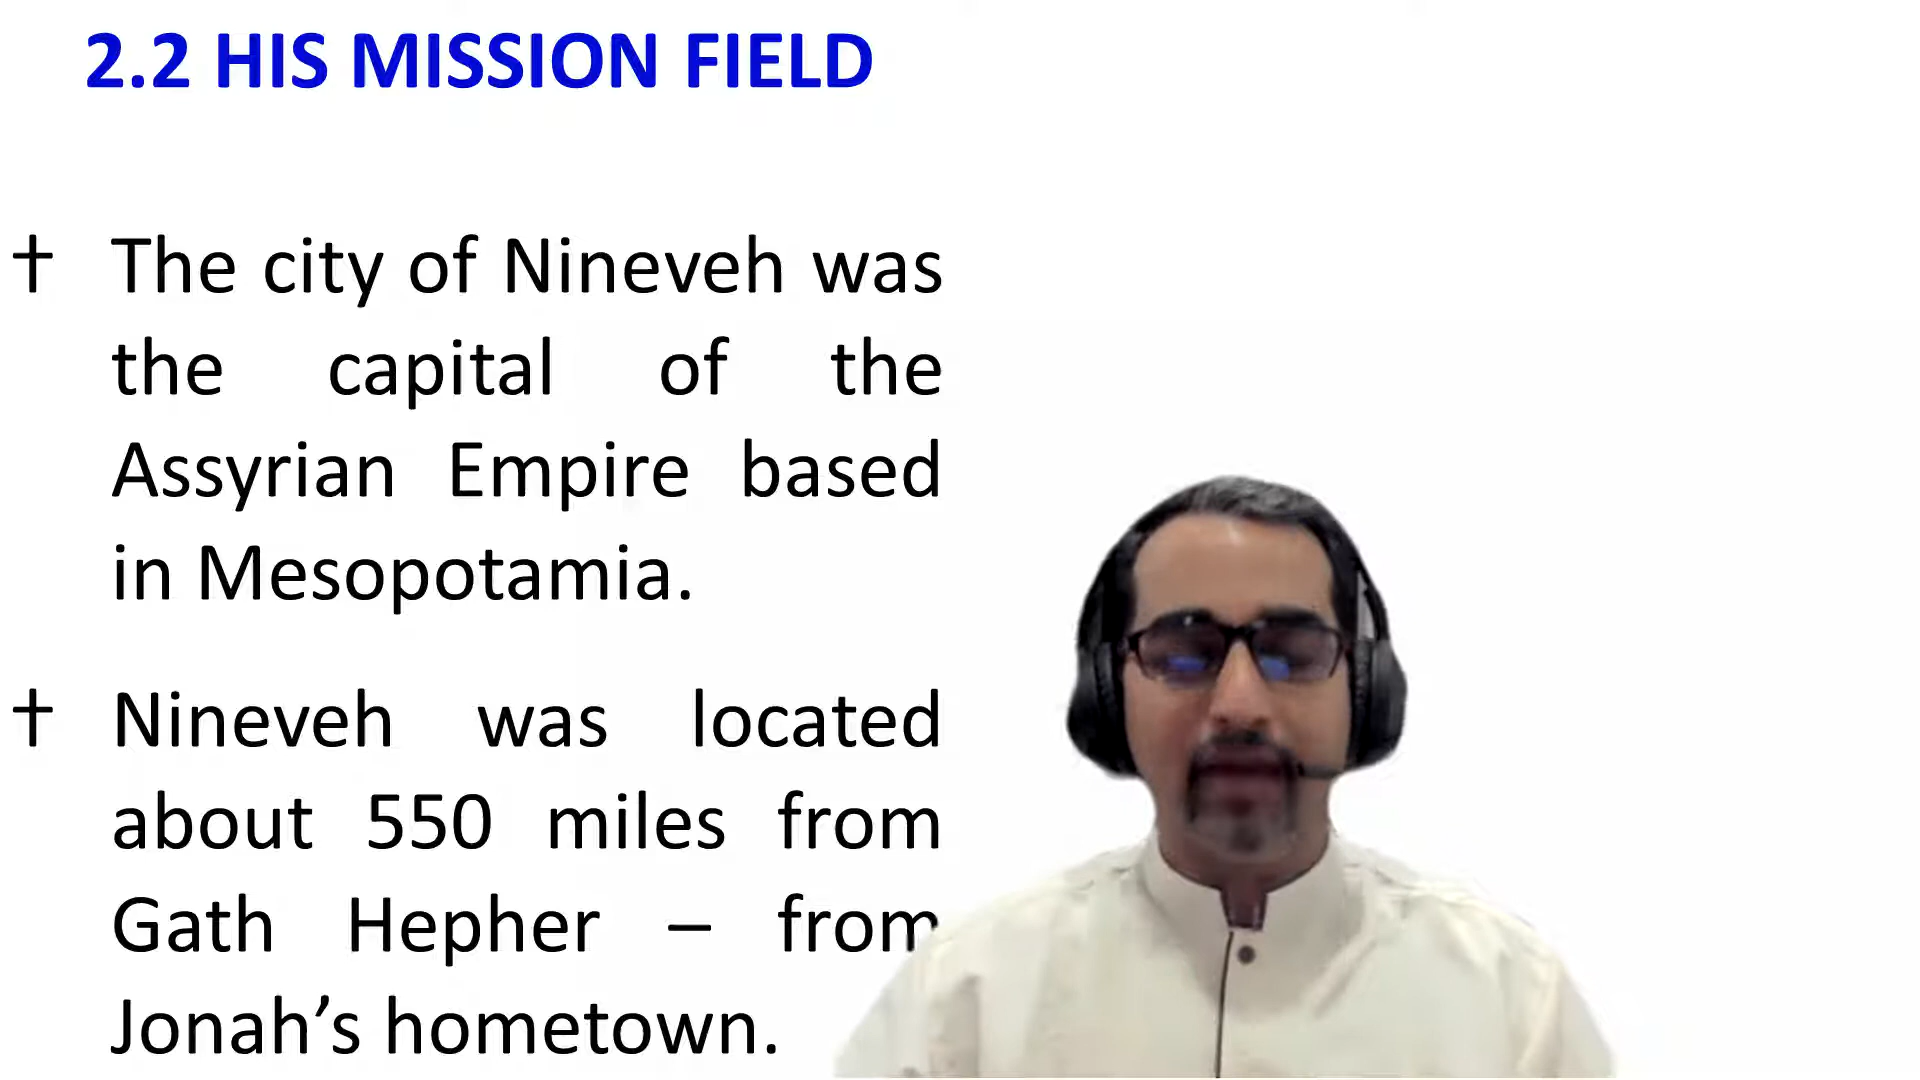 2.2 HIS MISSION FIELD
† The city of Nineveh was
the capital of the
Assyrian Empire based
in Mesopotamia.
† Nineveh was located
about 550 miles from
Gath Hepher – from
Jonah’s hometown.